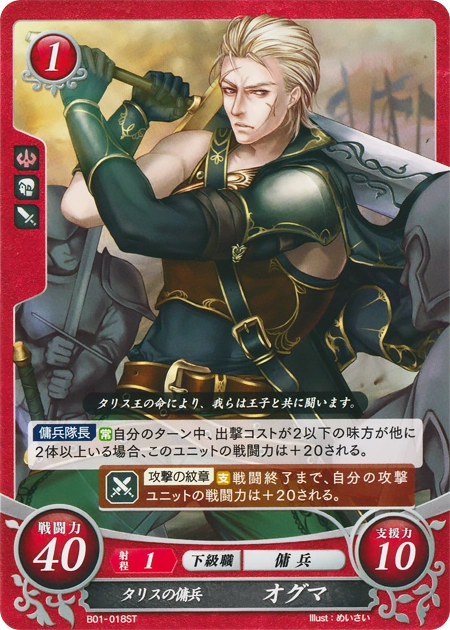 1
タリス王の命により、我らは王子と共に闘います。
傭兵隊長 常 自分のターン中、出撃コストが2以下の味方が他に
2体以上いる場合、このユニットの戦闘力は+20される。
攻撃の紋章 支 戦闘終了まで、自分の攻撃
ユニットの戦闘力は+20される。
戦闘力 40 射程 1 下級職 傭兵 支援力 10
タリスの傭兵 オグマ
B01-018ST Illust:めいさい